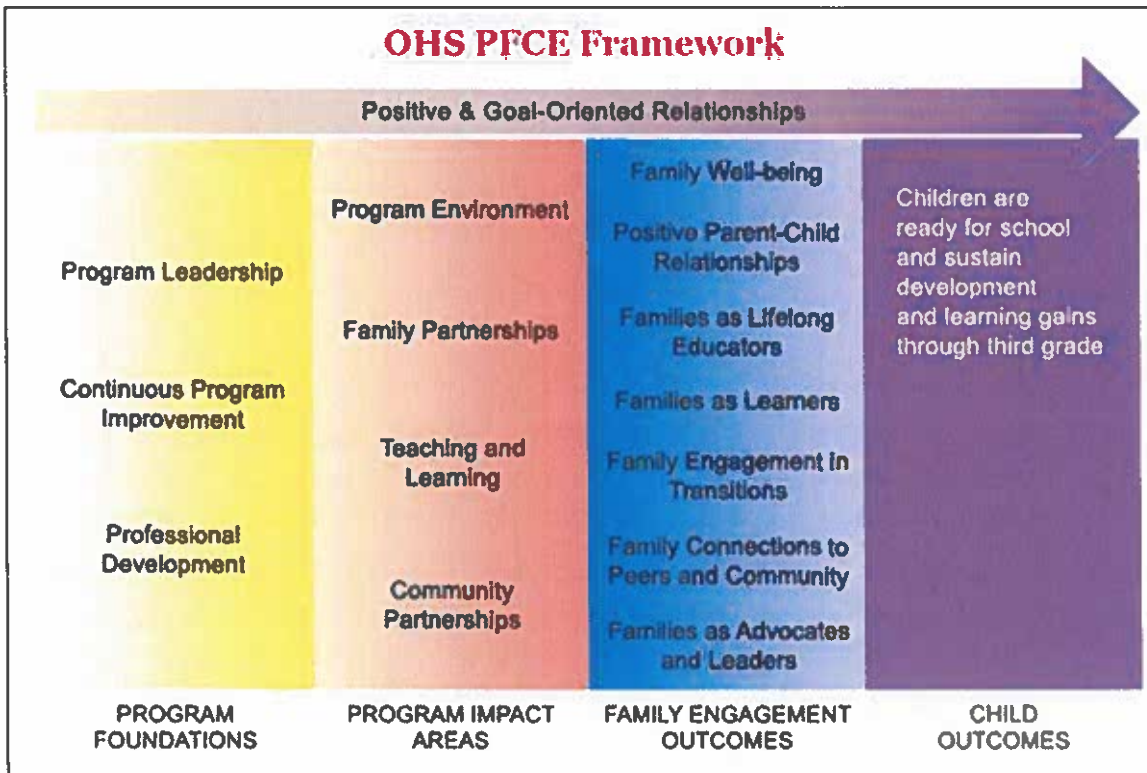 OHS PFCE Framework
Positive & Goal-Oriented Relationships
Program Leadership
Continuous Program
Improvement
Professional
Development
PROGRAM
FOUNDATIONS
Program Environment
Family Partnerships
Teaching and
Learning
Community
Partnerships
PROGRAM IMPACT
AREAS
Family Well-being
Positive Parent-Child
Relationships
Families as Lifelong
Educators
Families as Learners
Family Engagement in
Transitions
Family Connections to
Peers and Community
Families as Advocates
and Leaders
FAMILY ENGAGEMENT
OUTCOMES
Children are
ready for school
and sustain
development
and learning gains
through third grade
CHILD
OUTCOMES